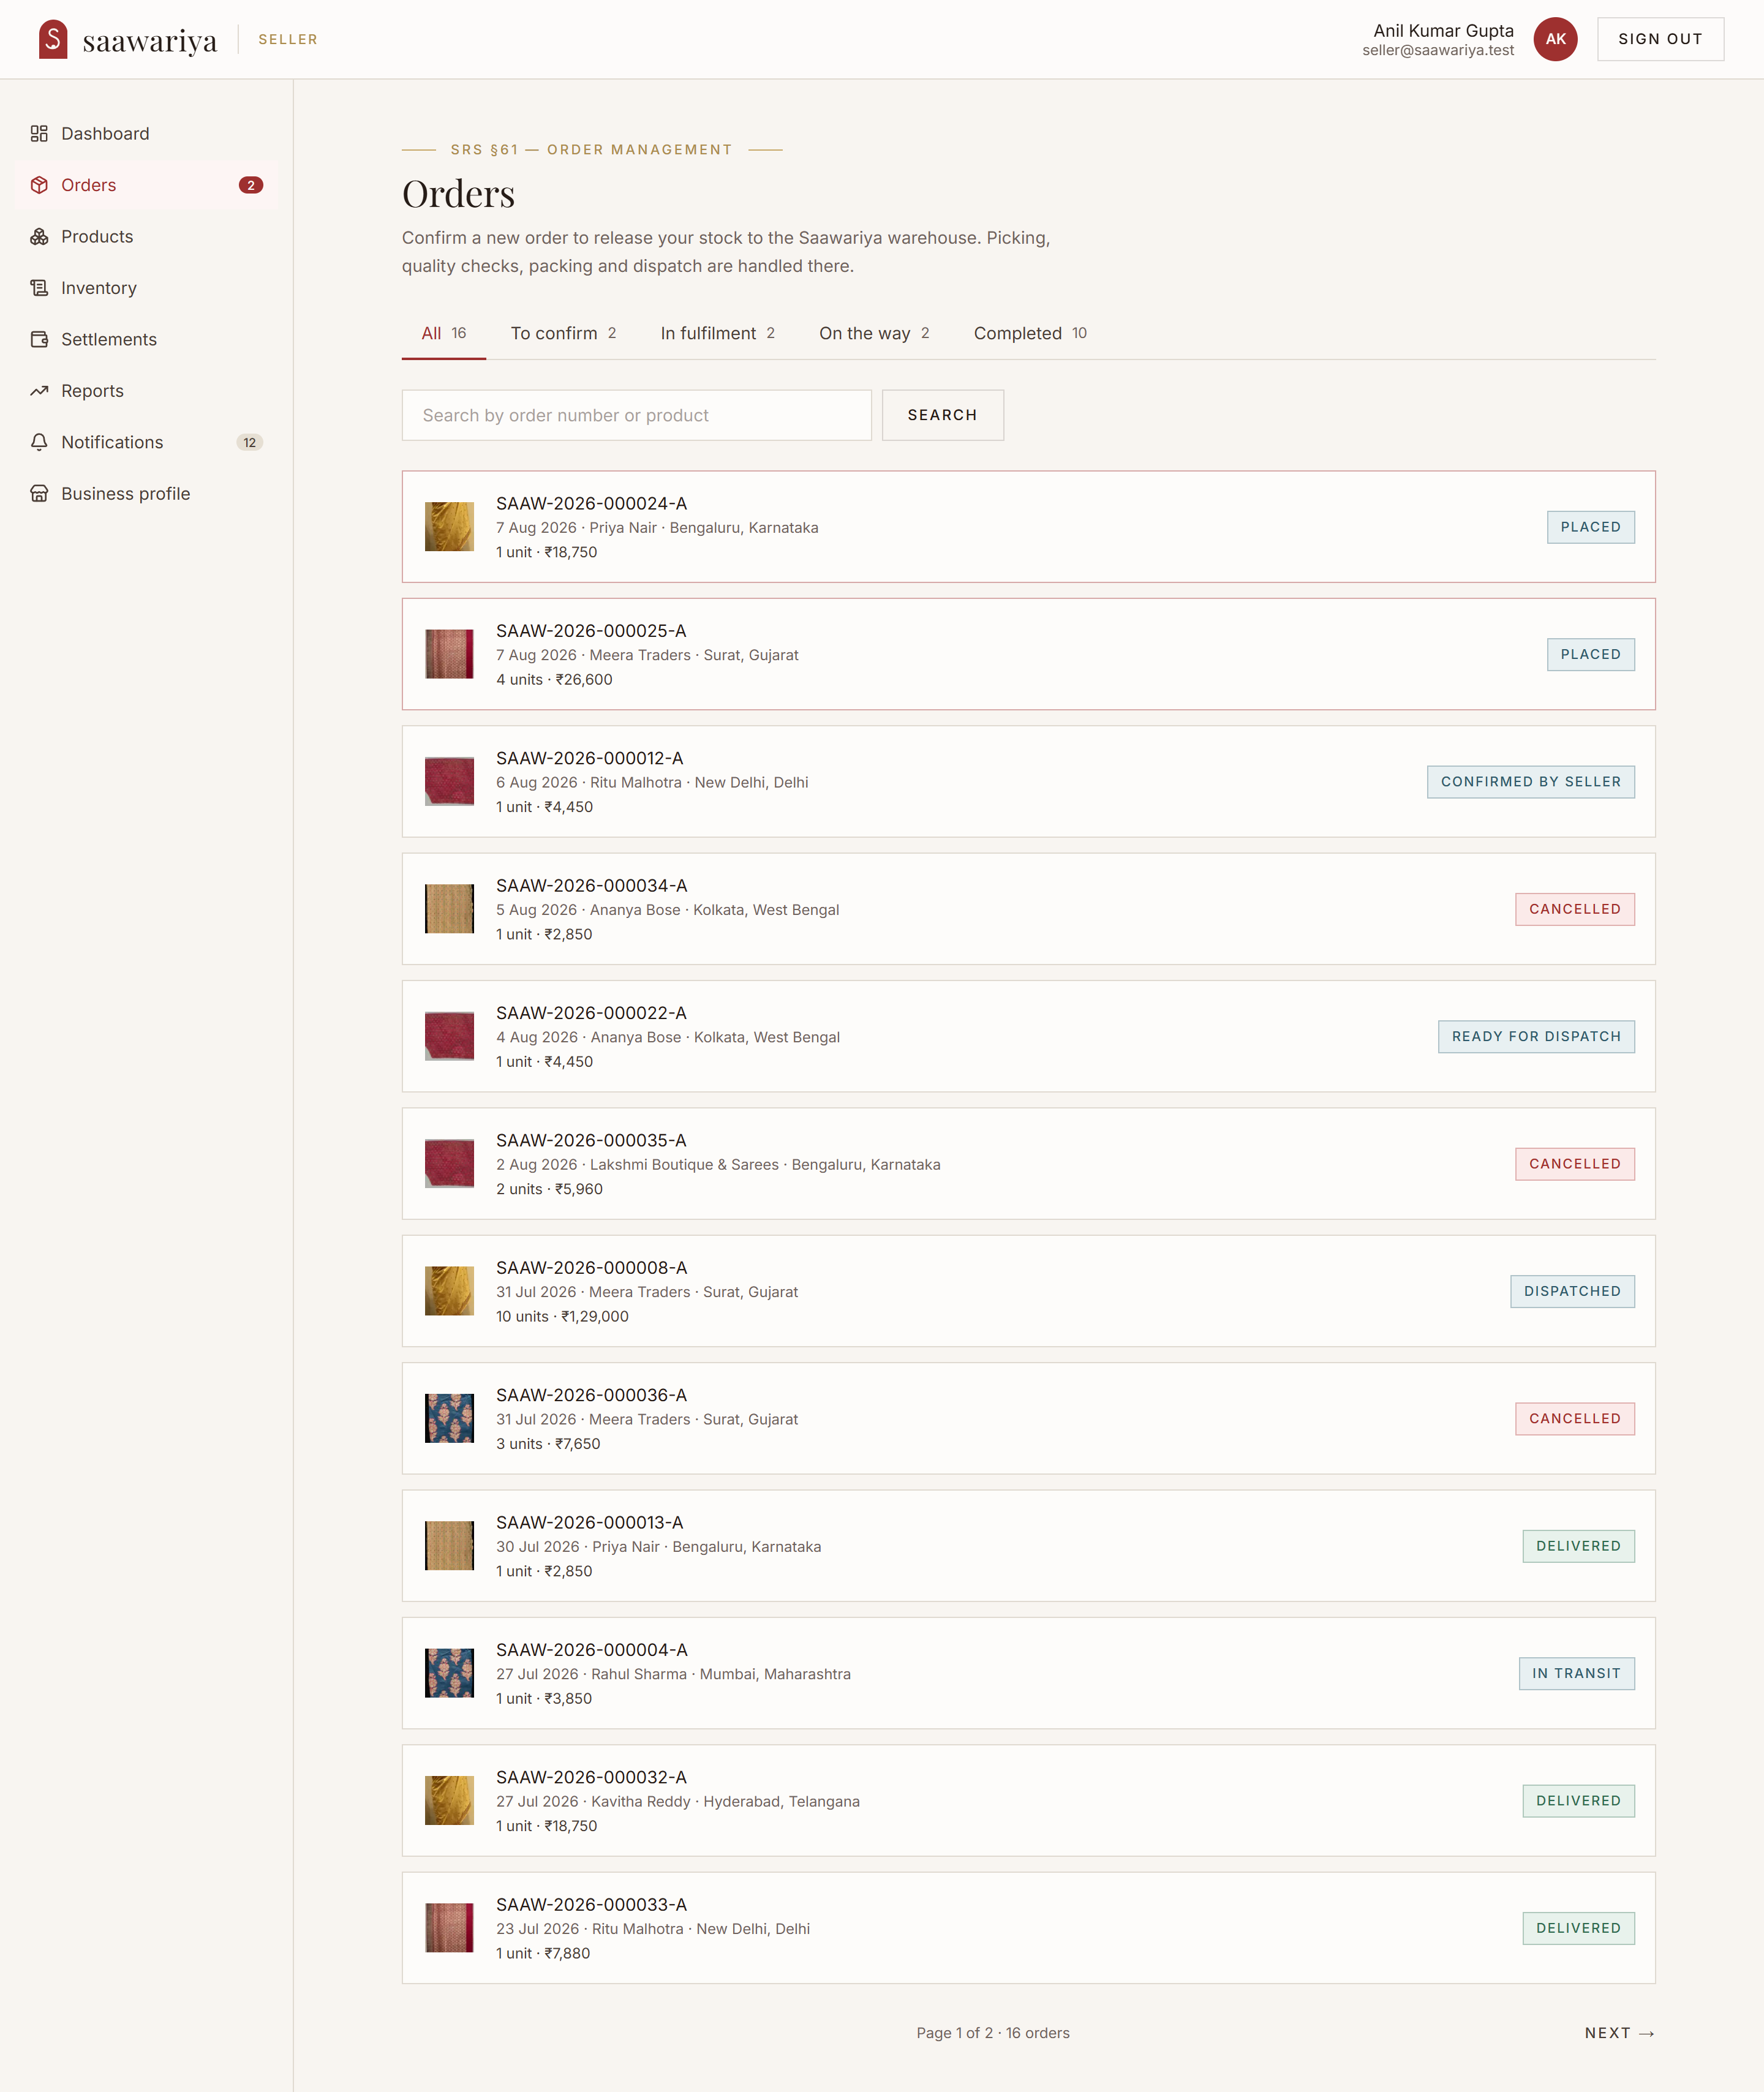 saawariya
SELLER
Anil Kumar Gupta
seller@saawariya.test
AK
SIGN OUT
Dashboard
Orders 2
Products
Inventory
Settlements
Reports
Notifications 12
Business profile
SRS §61 — ORDER MANAGEMENT
Orders
Confirm a new order to release your stock to the Saawariya warehouse. Picking,
quality checks, packing and dispatch are handled there.
All 16 To confirm 2 In fulfilment 2 On the way 2 Completed 10
Search by order number or product SEARCH
SAAW-2026-000024-A
7 Aug 2026 · Priya Nair · Bengaluru, Karnataka
1 unit · ₹18,750
PLACED
SAAW-2026-000025-A
7 Aug 2026 · Meera Traders · Surat, Gujarat
4 units · ₹26,600
PLACED
SAAW-2026-000012-A
6 Aug 2026 · Ritu Malhotra · New Delhi, Delhi
1 unit · ₹4,450
CONFIRMED BY SELLER
SAAW-2026-000034-A
5 Aug 2026 · Ananya Bose · Kolkata, West Bengal
1 unit · ₹2,850
CANCELLED
SAAW-2026-000022-A
4 Aug 2026 · Ananya Bose · Kolkata, West Bengal
1 unit · ₹4,450
READY FOR DISPATCH
SAAW-2026-000035-A
2 Aug 2026 · Lakshmi Boutique & Sarees · Bengaluru, Karnataka
2 units · ₹5,960
CANCELLED
SAAW-2026-000008-A
31 Jul 2026 · Meera Traders · Surat, Gujarat
10 units · ₹1,29,000
DISPATCHED
SAAW-2026-000036-A
31 Jul 2026 · Meera Traders · Surat, Gujarat
3 units · ₹7,650
CANCELLED
SAAW-2026-000013-A
30 Jul 2026 · Priya Nair · Bengaluru, Karnataka
1 unit · ₹2,850
DELIVERED
SAAW-2026-000004-A
27 Jul 2026 · Rahul Sharma · Mumbai, Maharashtra
1 unit · ₹3,850
IN TRANSIT
SAAW-2026-000032-A
27 Jul 2026 · Kavitha Reddy · Hyderabad, Telangana
1 unit · ₹18,750
DELIVERED
SAAW-2026-000033-A
23 Jul 2026 · Ritu Malhotra · New Delhi, Delhi
1 unit · ₹7,880
DELIVERED
Page 1 of 2 · 16 orders
NEXT →